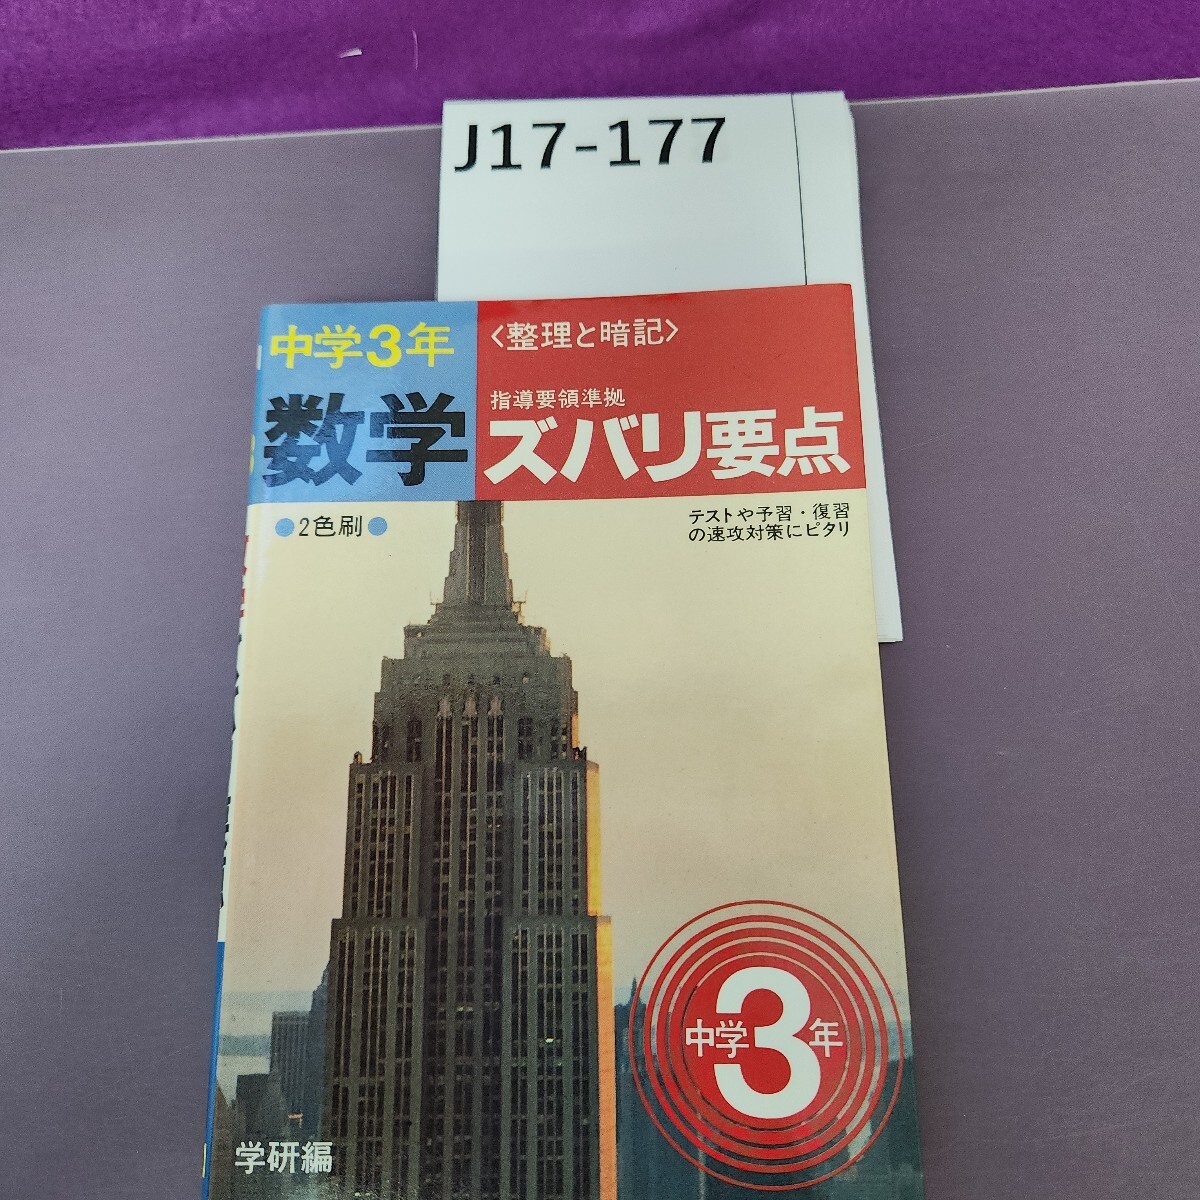 J17-177
中学3年
数学
〈整理と暗記〉
指導要領準拠
ズバリ要点
●2色刷●
テストや予習・復習
の速攻対策にピタリ
中学3年
学研編